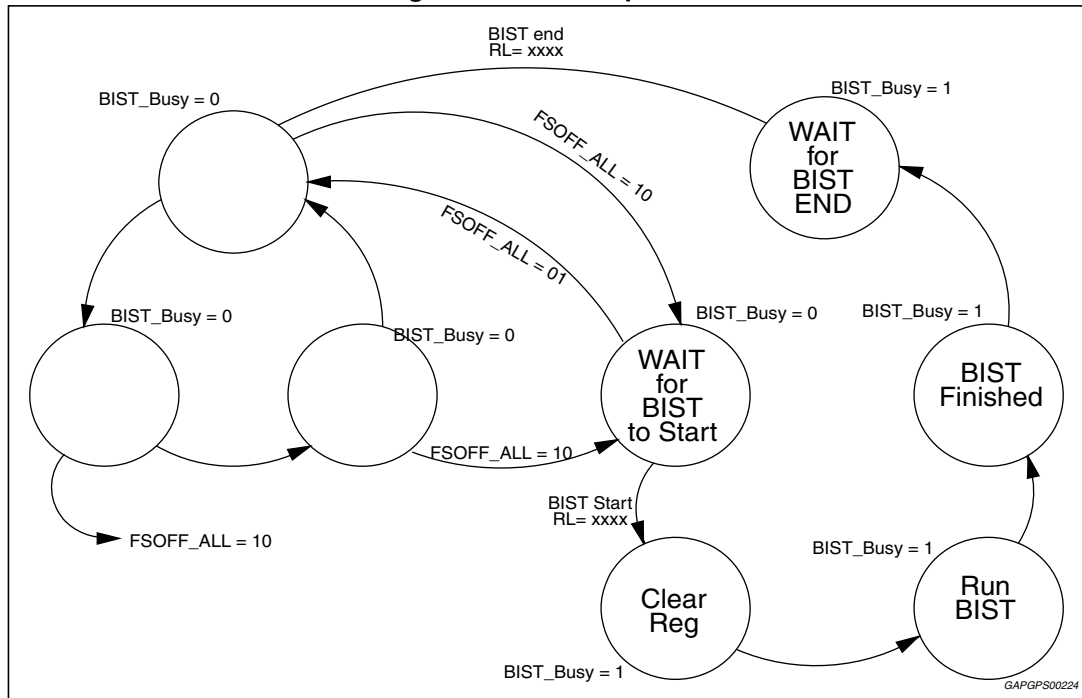 BIST end
RL= xxxx
BIST_Busy = 0
BIST_Busy = 1
WAIT
for
BIST
END
FSOFF_ALL = 10
FSOFF_ALL = 01
BIST_Busy = 0
BIST_Busy = 0
BIST_Busy = 0
BIST_Busy = 1
WAIT
for
BIST
to Start
BIST
Finished
FSOFF_ALL = 10
BIST Start
RL= xxxx
FSOFF_ALL = 10
BIST_Busy = 1
Clear
Reg
Run
BIST
BIST_Busy = 1
GAPGPS00224